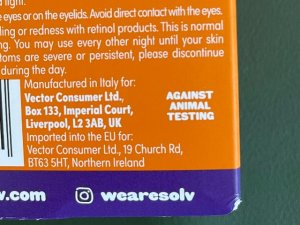 light.
eyes or on the eyelids. Avoid direct contact with the eyes.
ling or redness with retinol products. This is normal
ng. You may use every other night until your skin
toms are severe or persistent, please discontinue
during the day.
Manufactured in Italy for:
Vector Consumer Ltd.,
Box 133, Imperial Court,
Liverpool, L2 3AB, UK
Imported into the EU for:
Vector Consumer Ltd., 19 Church Rd,
BT63 5HT, Northern Ireland
AGAINST
ANIMAL
TESTING
lv.com
wearesolv